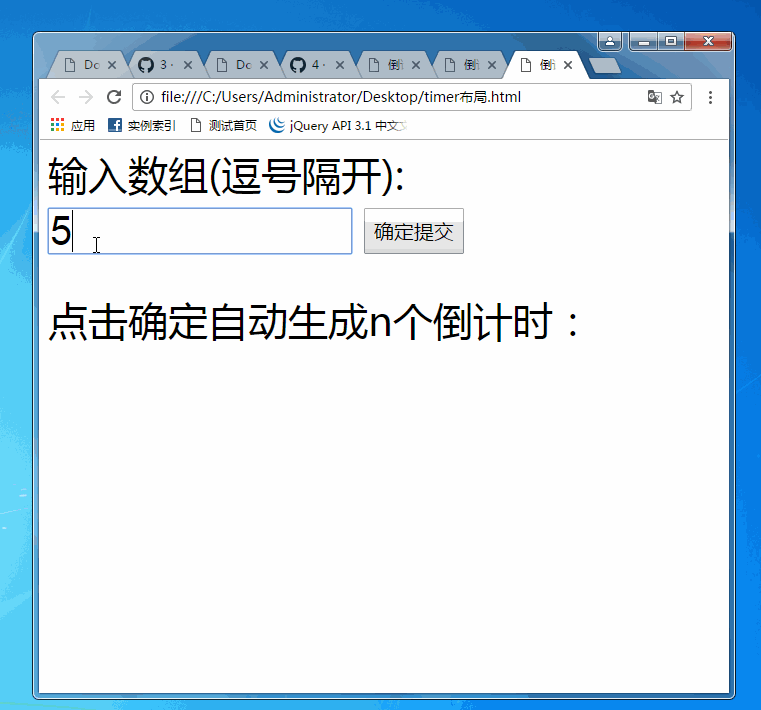 Do
3 ·
Do
4 ·
倒
倒
倒
file:///C:/Users/Administrator/Desktop/timer布局.html
应用 实例索引 测试首页 jQuery API 3.1 中文
输入数组(逗号隔开):
5
确定提交
点击确定自动生成n个倒计时：